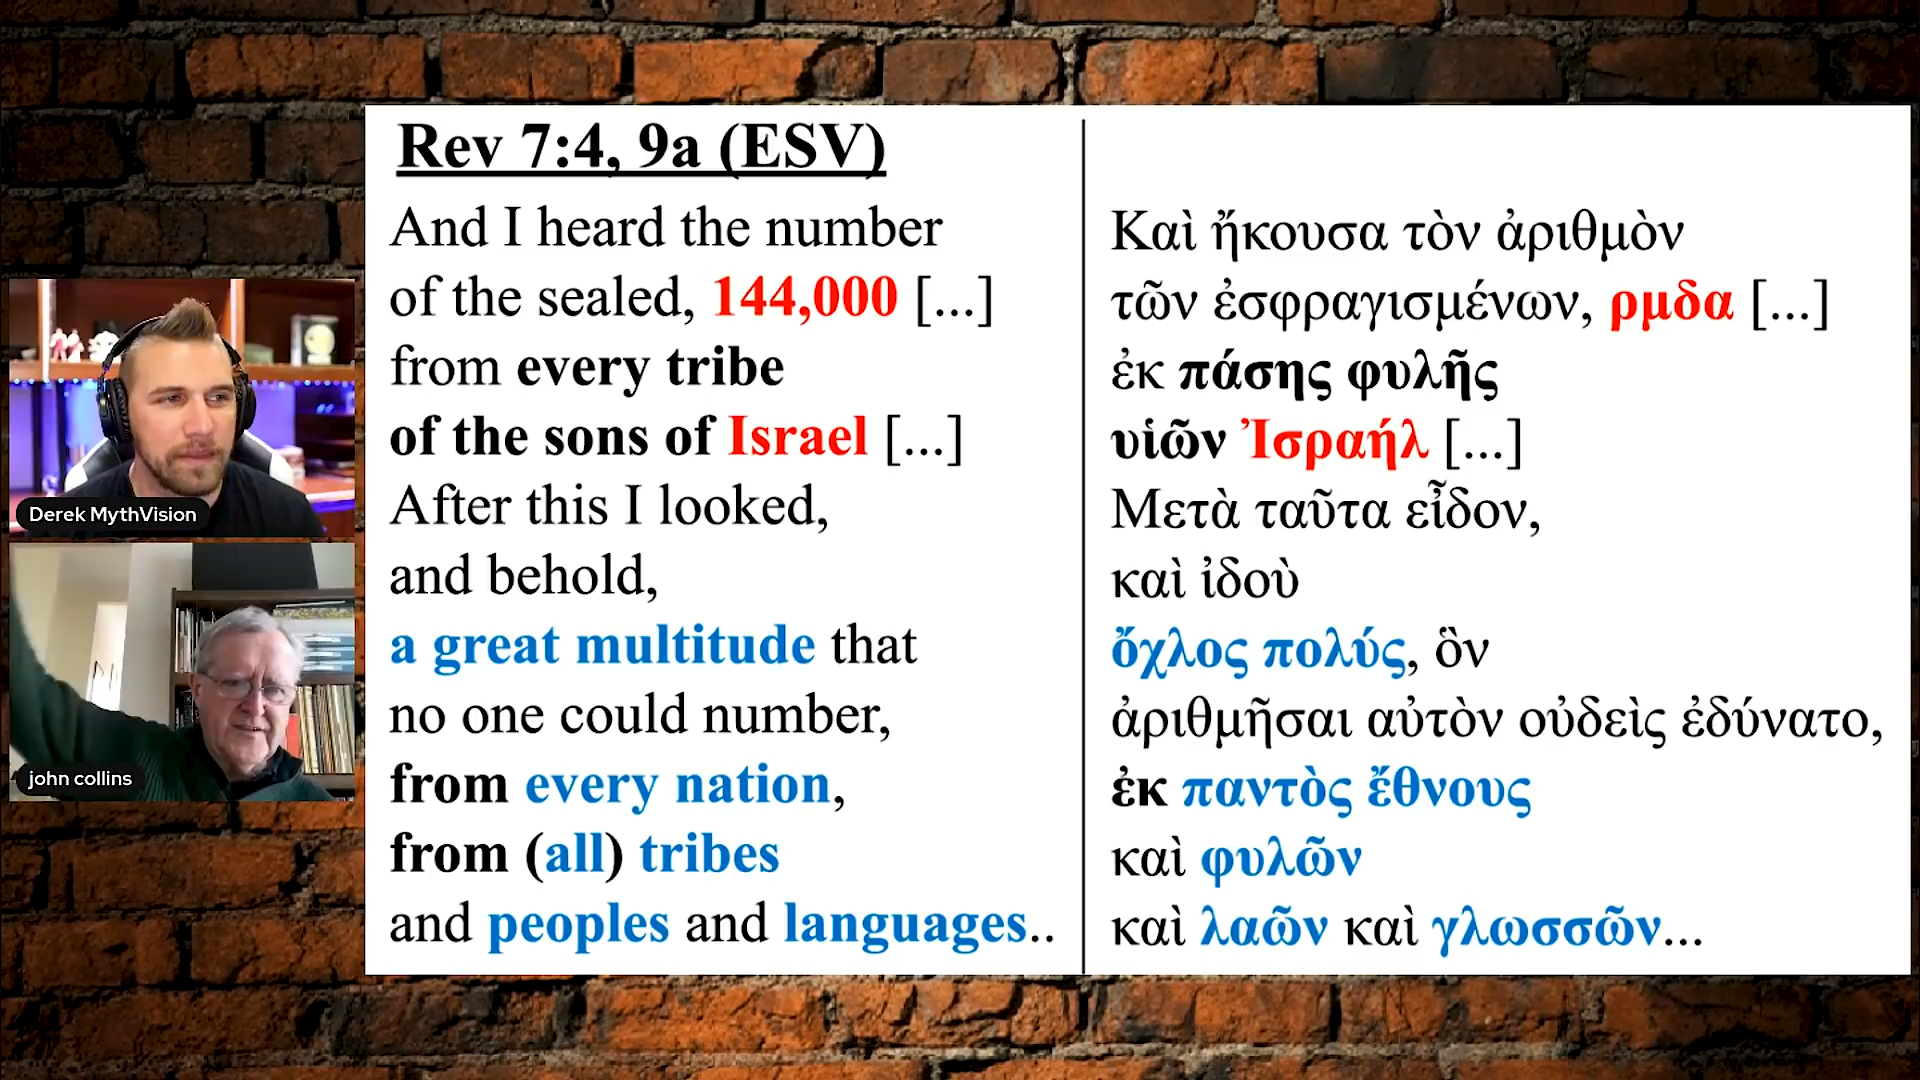 Rev 7:4, 9a (ESV)
And I heard the number
of the sealed, 144,000 [...]
from every tribe
of the sons of Israel [...]
After this I looked,
and behold,
a great multitude that
no one could number,
from every nation,
from (all) tribes
and peoples and languages..
Καὶ ἤκουσα τὸν ἀριθμὸν
τῶν ἐσφραγισμένων, ρμδα [...]
ἐκ πάσης φυλῆς
υἱῶν Ἰσραήλ [...]
Μετὰ ταῦτα εἶδον,
καὶ ἰδοὺ
ὄχλος πολύς, ὃν
ἀριθμῆσαι αὐτὸν οὐδεὶς ἐδύνατο,
ἐκ παντὸς ἔθνους
καὶ φυλῶν
καὶ λαῶν καὶ γλωσσῶν...
Derek MythVision
john collins